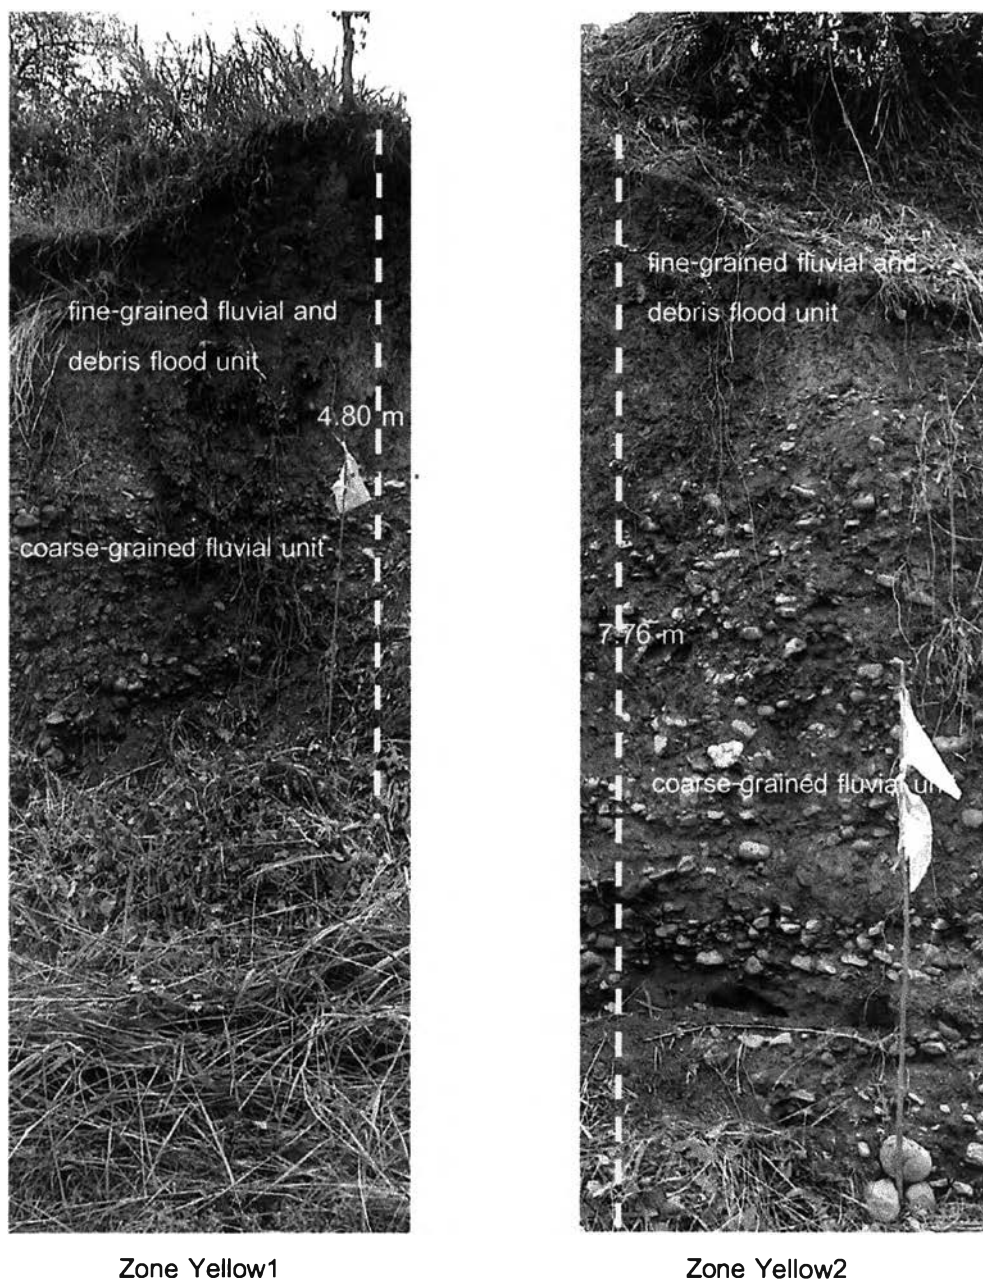 fine-grained fluvial and
debris flood unit
4.80 m
coarse-grained fluvial unit
Zone Yellow1
fine-grained fluvial and
debris flood unit
7.76 m
coarse-grained fluvial uni
Zone Yellow2